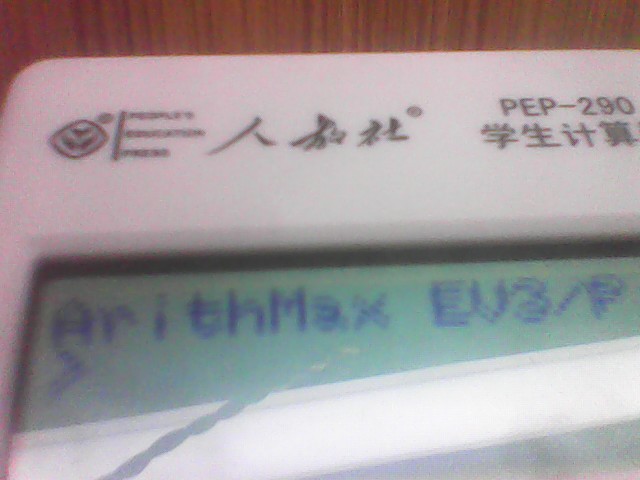 PEOPLE'S
EDUCATION
PRESS
人教社®
PEP-290
学生计算
ArithMax EV3/P
>